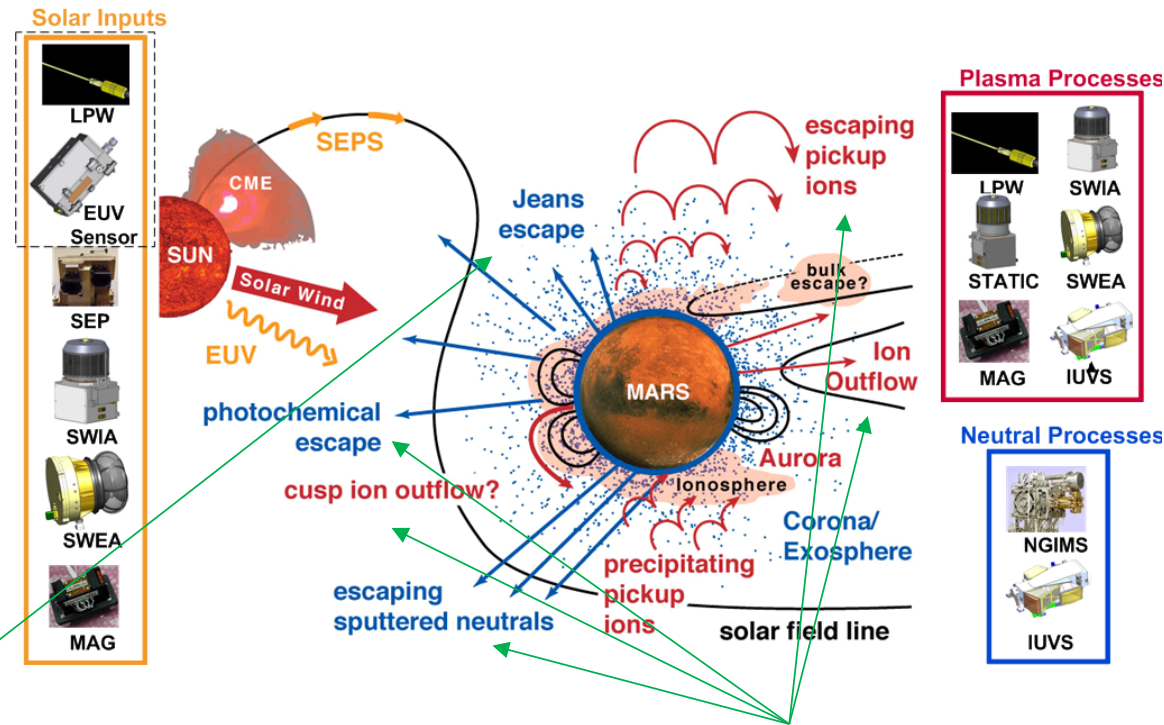 Solar Inputs
LPW
EUV
Sensor
SEP
SWIA
SWEA
MAG
SEPS
CME
SUN
Solar Wind
EUV
Jeans
escape
escaping
pickup
ions
bulk
escape?
MARS
Ion
Outflow
photochemical
escape
cusp ion outflow?
Aurora
Ionosphere
Corona/
Exosphere
precipitating
pickup
ions
escaping
sputtered neutrals
solar field line
Plasma Processes
LPW
SWIA
STATIC
SWEA
MAG
IUVS
Neutral Processes
NGIMS
IUVS